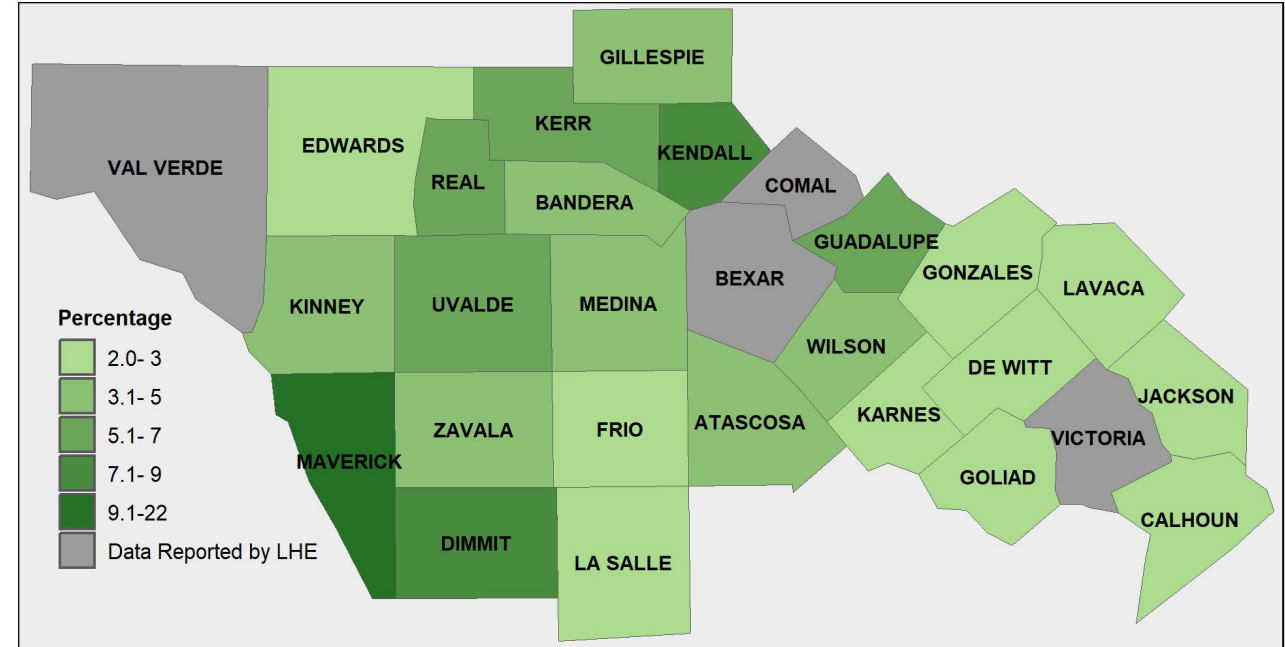 GILLESPIE
KERR
EDWARDS
KENDALL
VAL VERDE
REAL
COMAL
BANDERA
GUADALUPE
GONZALES
BEXAR
LAVACA
KINNEY
UVALDE
MEDINA
WILSON
DE WITT
JACKSON
KARNES
ATASCOSA
ZAVALA
FRIO
VICTORIA
MAVERICK
GOLIAD
CALHOUN
DIMMIT
LA SALLE
Percentage
2.0- 3
3.1- 5
5.1- 7
7.1- 9
9.1-22
Data Reported by LHE